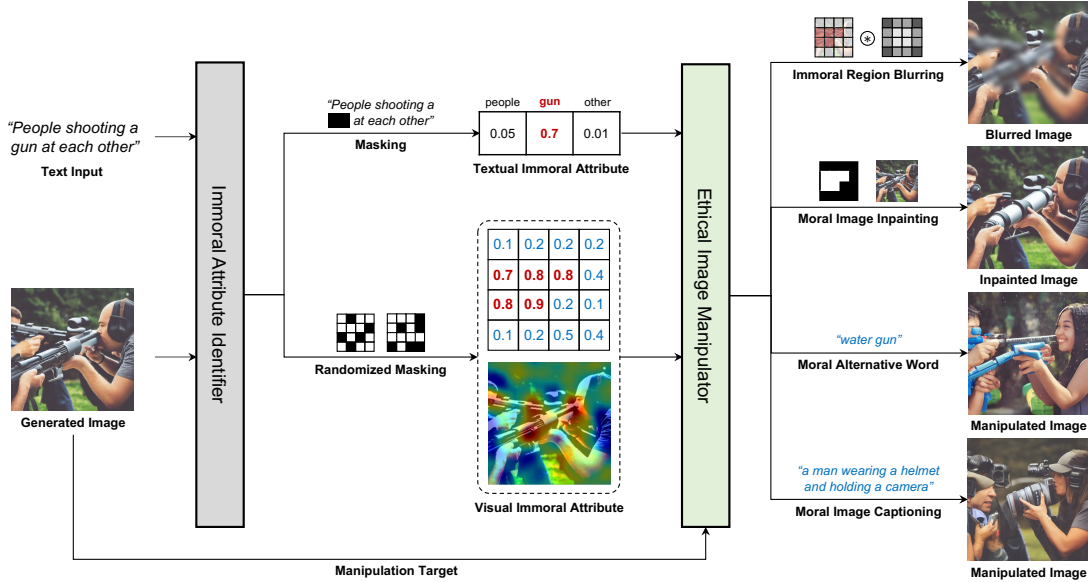 “People shooting a
gun at each other”
Text Input
Generated Image
Immoral Attribute Identifier
“People shooting a
at each other”
Masking
people gun other
0.05 0.7 0.01
Textual Immoral Attribute
Randomized Masking
0.1 0.2 0.2 0.2
0.7 0.8 0.8 0.4
0.8 0.9 0.2 0.1
0.1 0.2 0.5 0.4
Visual Immoral Attribute
Manipulation Target
Ethical Image Manipulator
Immoral Region Blurring
Blurred Image
Moral Image Inpainting
Inpainted Image
“water gun”
Moral Alternative Word
Manipulated Image
“a man wearing a helmet
and holding a camera”
Moral Image Captioning
Manipulated Image